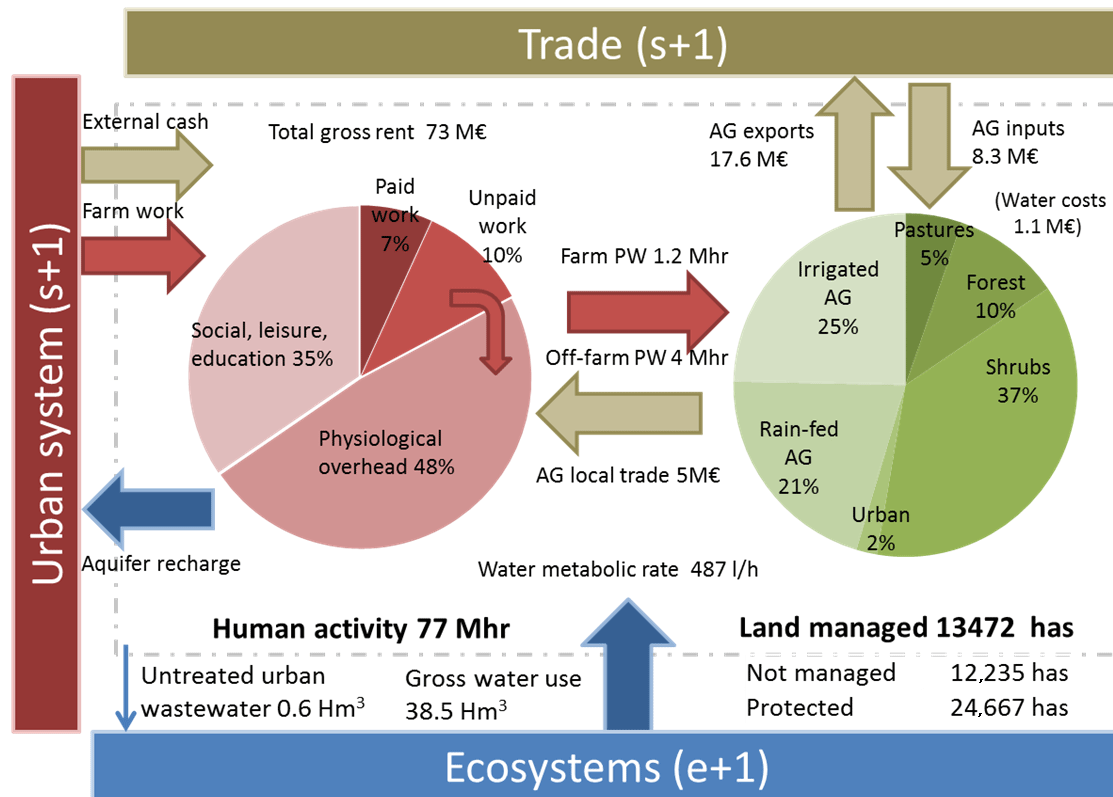 Trade (s+1)
Urban system (s+1)
External cash
Farm work
Aquifer recharge
Total gross rent  73 M€
Paid
work
7%
Unpaid
work
10%
Social, leisure,
education 35%
Physiological
overhead 48%
Farm PW 1.2 Mhr
Off-farm PW 4 Mhr
AG local trade 5M€
AG exports
17.6 M€
AG inputs
8.3 M€
(Water costs
1.1 M€)
Pastures
5%
Forest
10%
Irrigated
AG
25%
Shrubs
37%
Rain-fed
AG
21%
Urban
2%
Water metabolic rate  487 l/h
Human activity 77 Mhr
Land managed 13472  has
Untreated urban
wastewater 0.6 Hm³
Gross water use
38.5 Hm³
Not managed 12,235 has
Protected 24,667 has
Ecosystems (e+1)